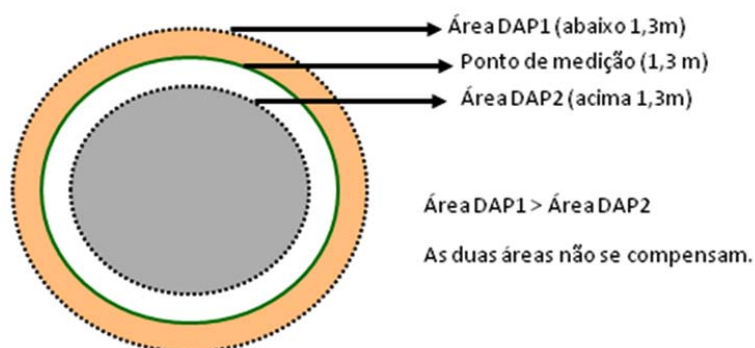 Área DAP1 (abaixo 1,3m)
Ponto de medição (1,3 m)
Área DAP2 (acima 1,3m)
Área DAP1 > Área DAP2
As duas áreas não se compensam.